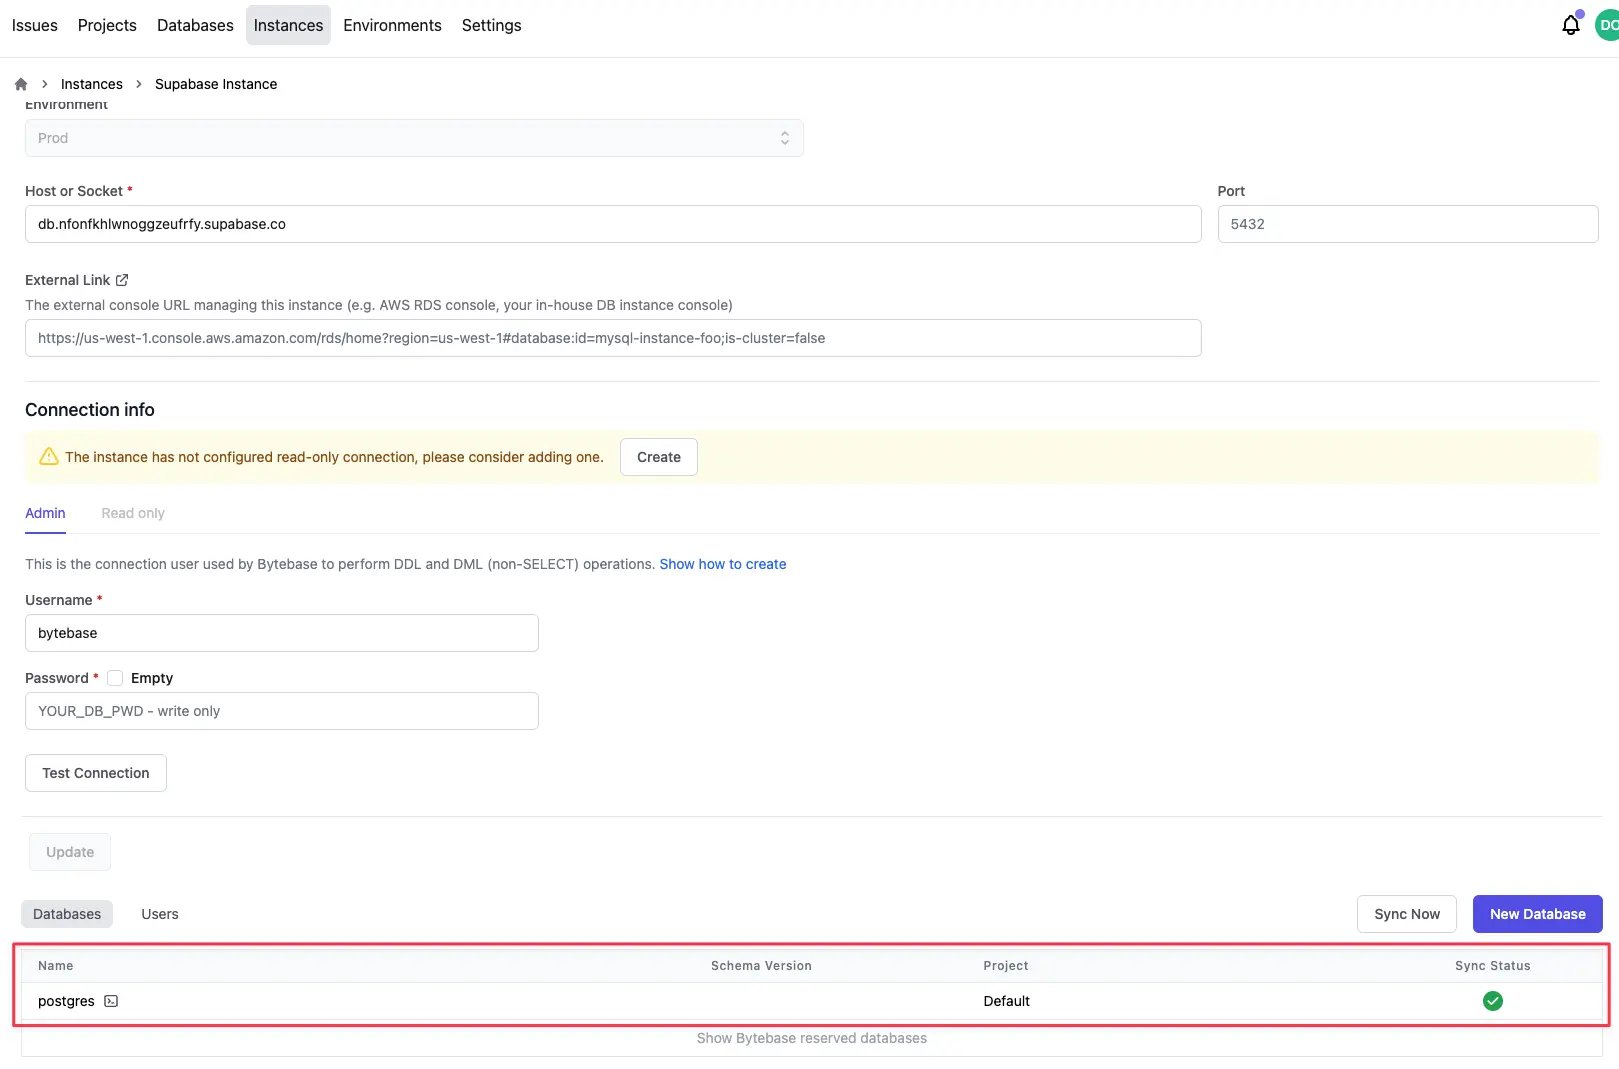 Issues Projects Databases Instances Environments Settings
DO
Instances Supabase Instance
Environment
Prod
Host or Socket * Port
db.nfonfkhlwnoggzeufrfy.supabase.co 5432
External Link
The external console URL managing this instance (e.g. AWS RDS console, your in-house DB instance console)
https://us-west-1.console.aws.amazon.com/rds/home?region=us-west-1#database:id=mysql-instance-foo;is-cluster=false
Connection info
The instance has not configured read-only connection, please consider adding one. Create
Admin Read only
This is the connection user used by Bytebase to perform DDL and DML (non-SELECT) operations. Show how to create
Username *
bytebase
Password * Empty
YOUR_DB_PWD - write only
Test Connection
Update
Databases Users Sync Now New Database
Name Schema Version Project Sync Status
postgres Default
Show Bytebase reserved databases